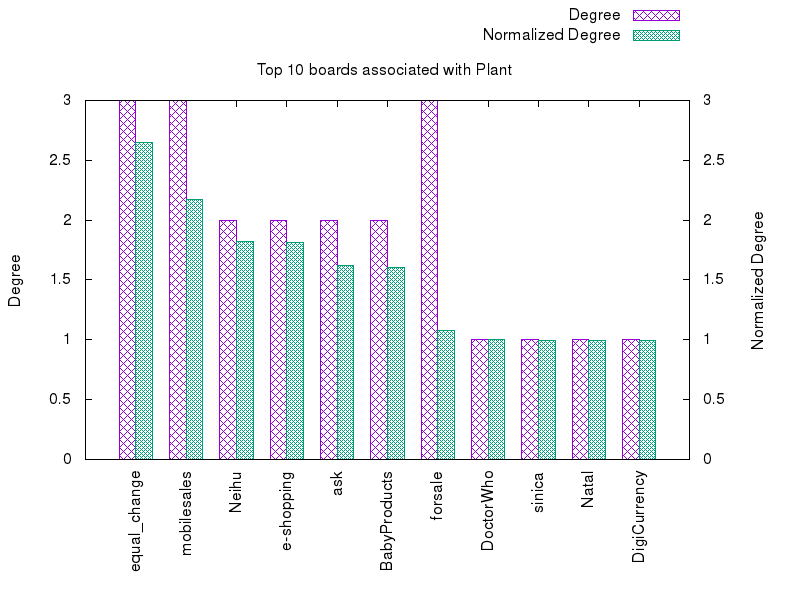 Degree
Normalized Degree
Top 10 boards associated with Plant
3
2.5
2
1.5
1
0.5
0
3
2.5
2
1.5
1
0.5
0
Degree
Normalized Degree
equal_change
mobilesales
Neihu
e-shopping
ask
BabyProducts
forsale
DoctorWho
sinica
Natal
DigiCurrency